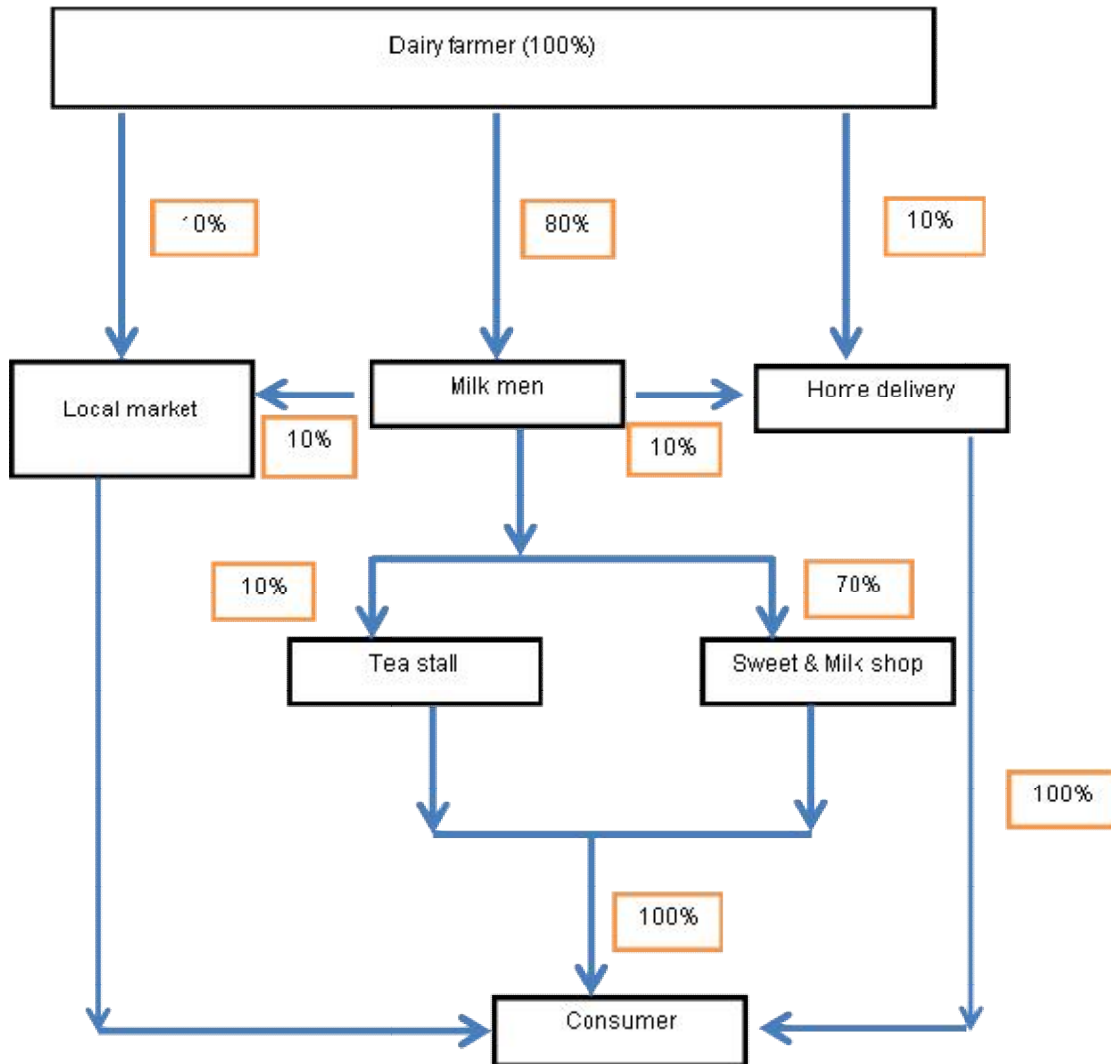 Dairy farmer (100%)
10%
80%
10%
Local market
Milk men
Home delivery
10%
10%
10%
70%
Tea stall
Sweet & Milk shop
100%
100%
Consumer